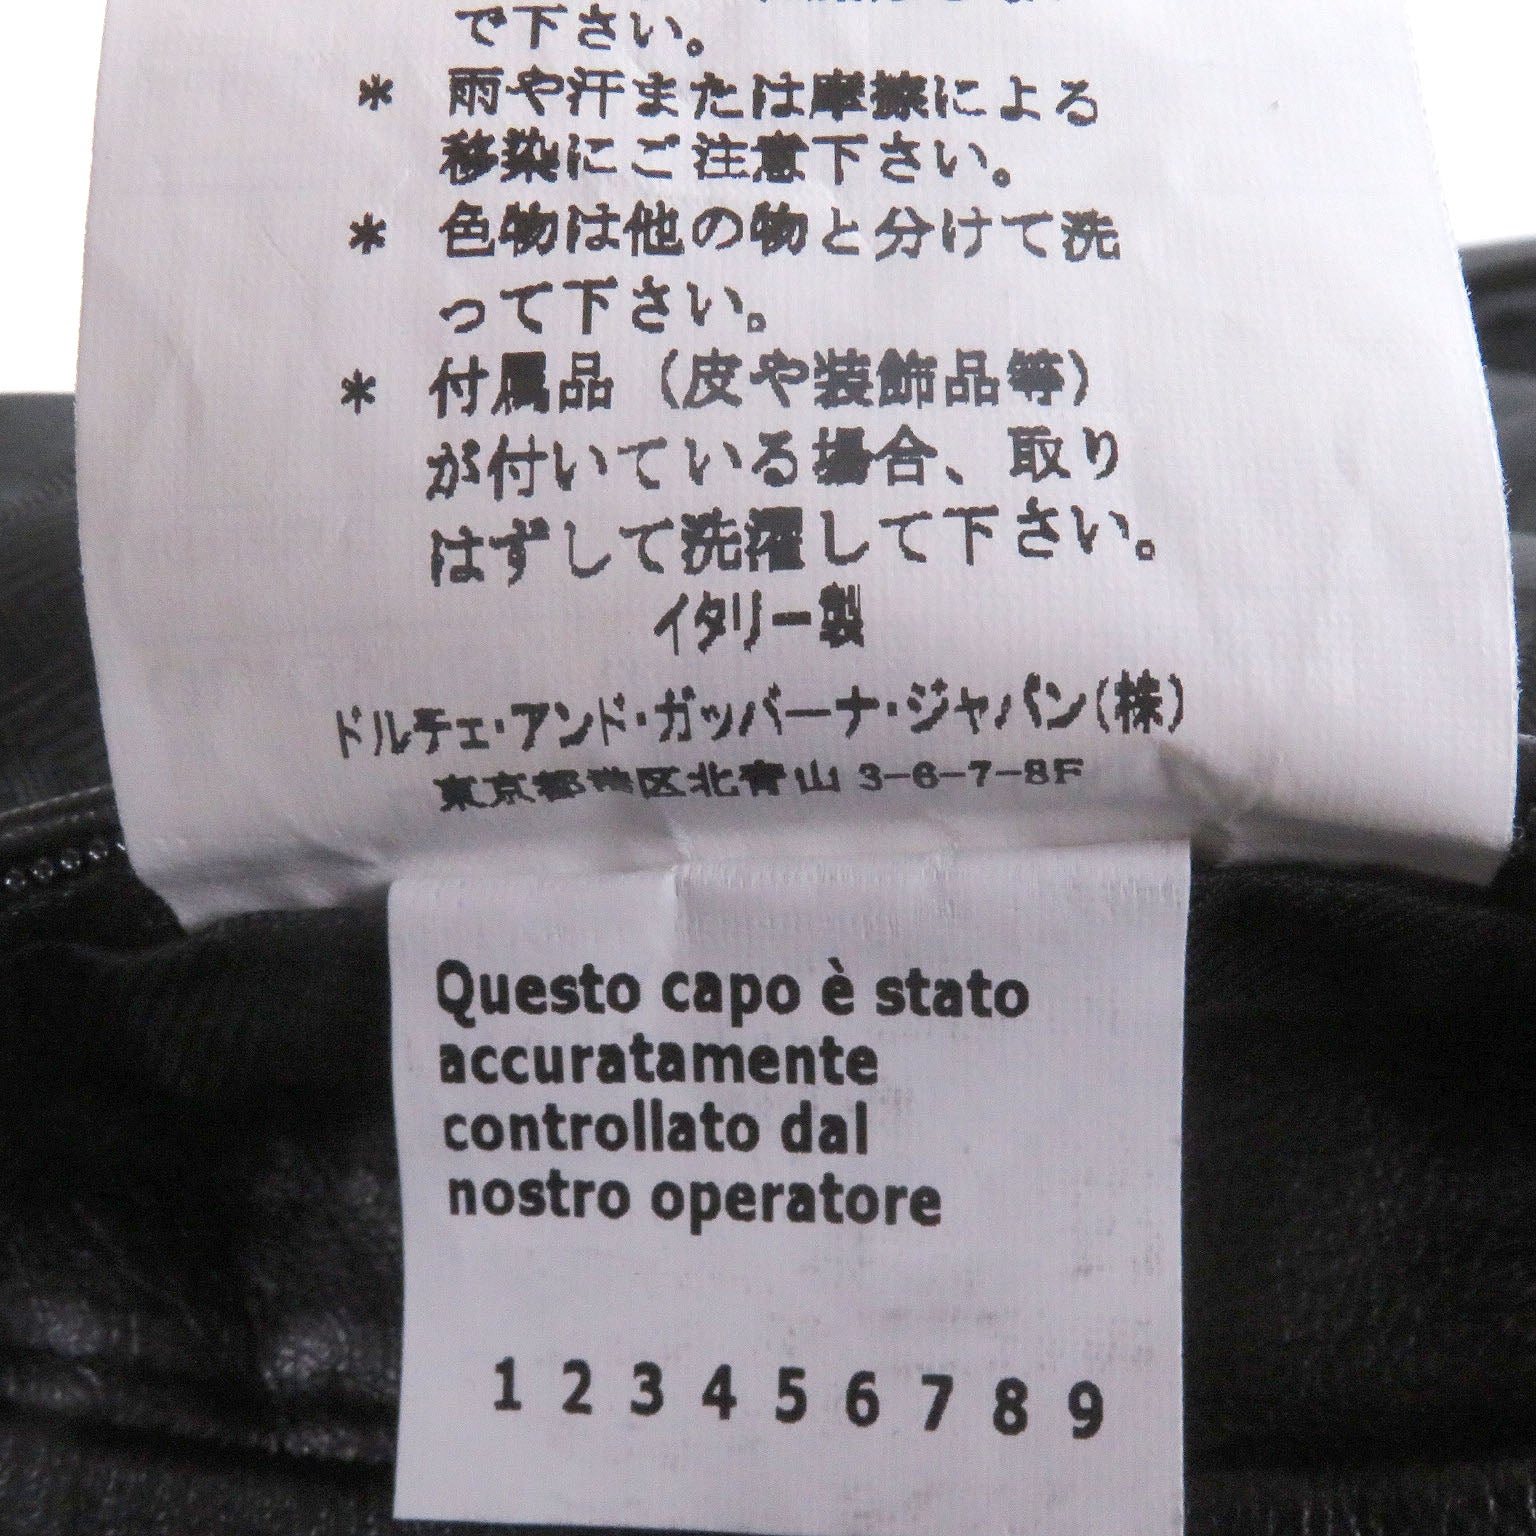 で下さい。
* 雨や汗または摩擦による
移染にご注意下さい。
* 色物は他の物と分けて洗
って下さい。
* 付属品（皮や装飾品等）
が付いている場合、取り
はずして洗濯して下さい。
イタリー製
ドルチェ・アンド・ガッバーナ・ジャパン(株)
東京都港区北青山 3-6-7-8F
Questo capo è stato
accuratamente
controllato dal
nostro operatore
1 2 3 4 5 6 7 8 9